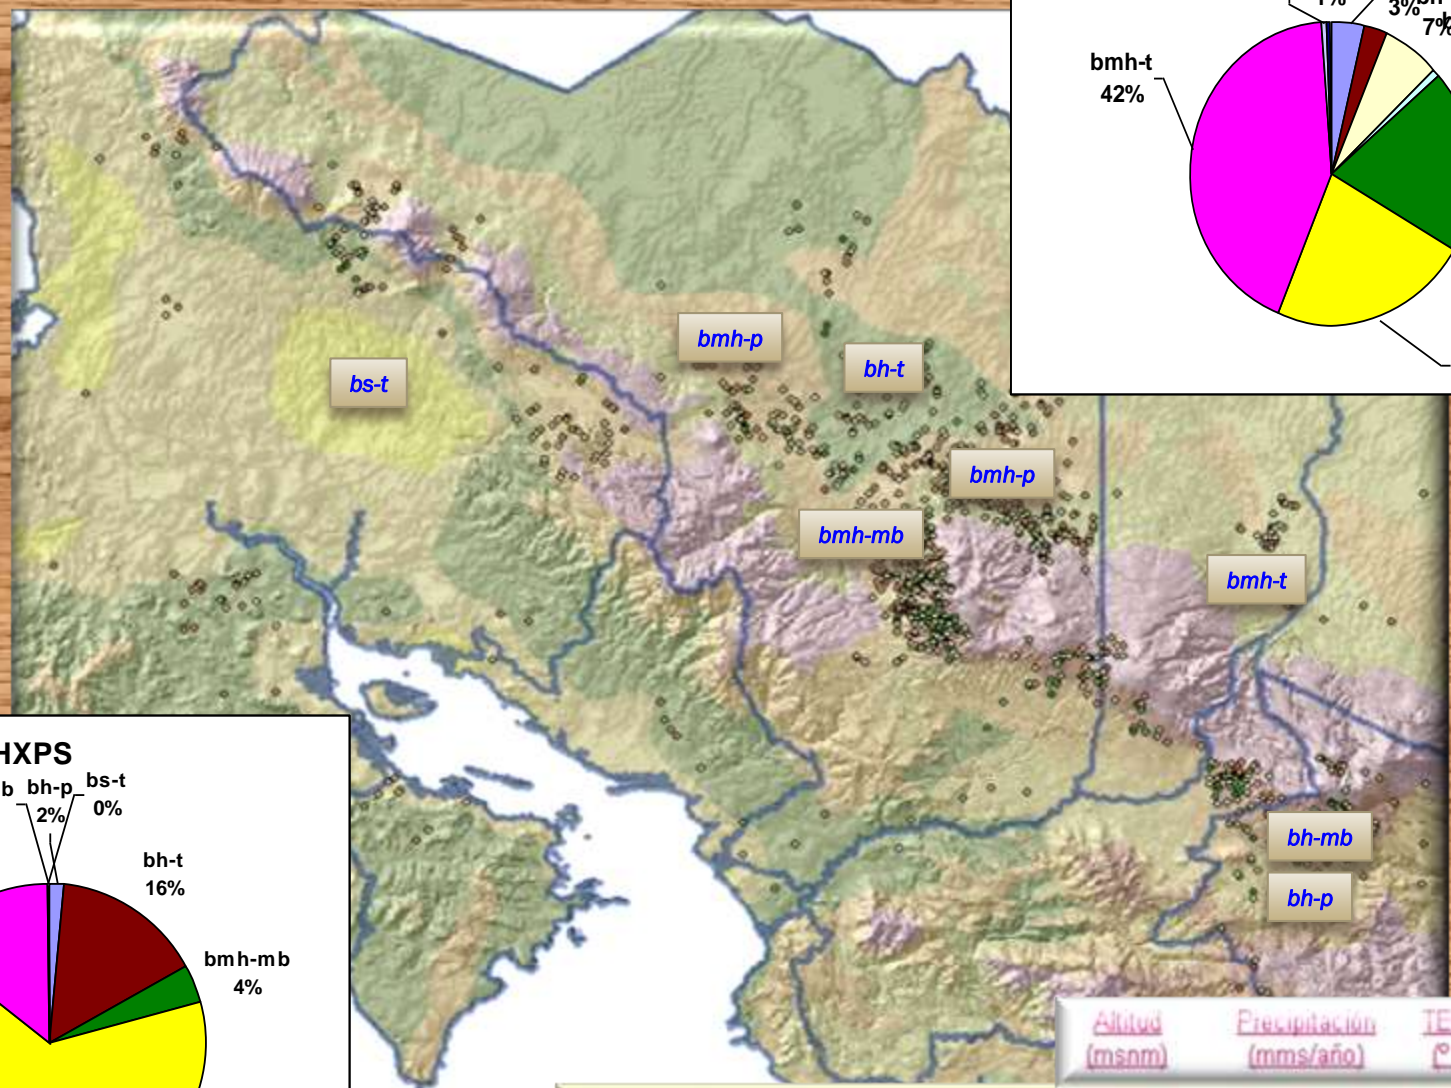 1%
3%
7%
bmh-t
42%
bmh-p
bh-t
bs-t
bmh-p
bmh-mb
bmh-t
HXPS
b bh-p bs-t
2% 0%
bh-t
16%
bmh-mb
4%
bh-mb
bh-p
Altitud Precipitación
(msnm) (mms/año)